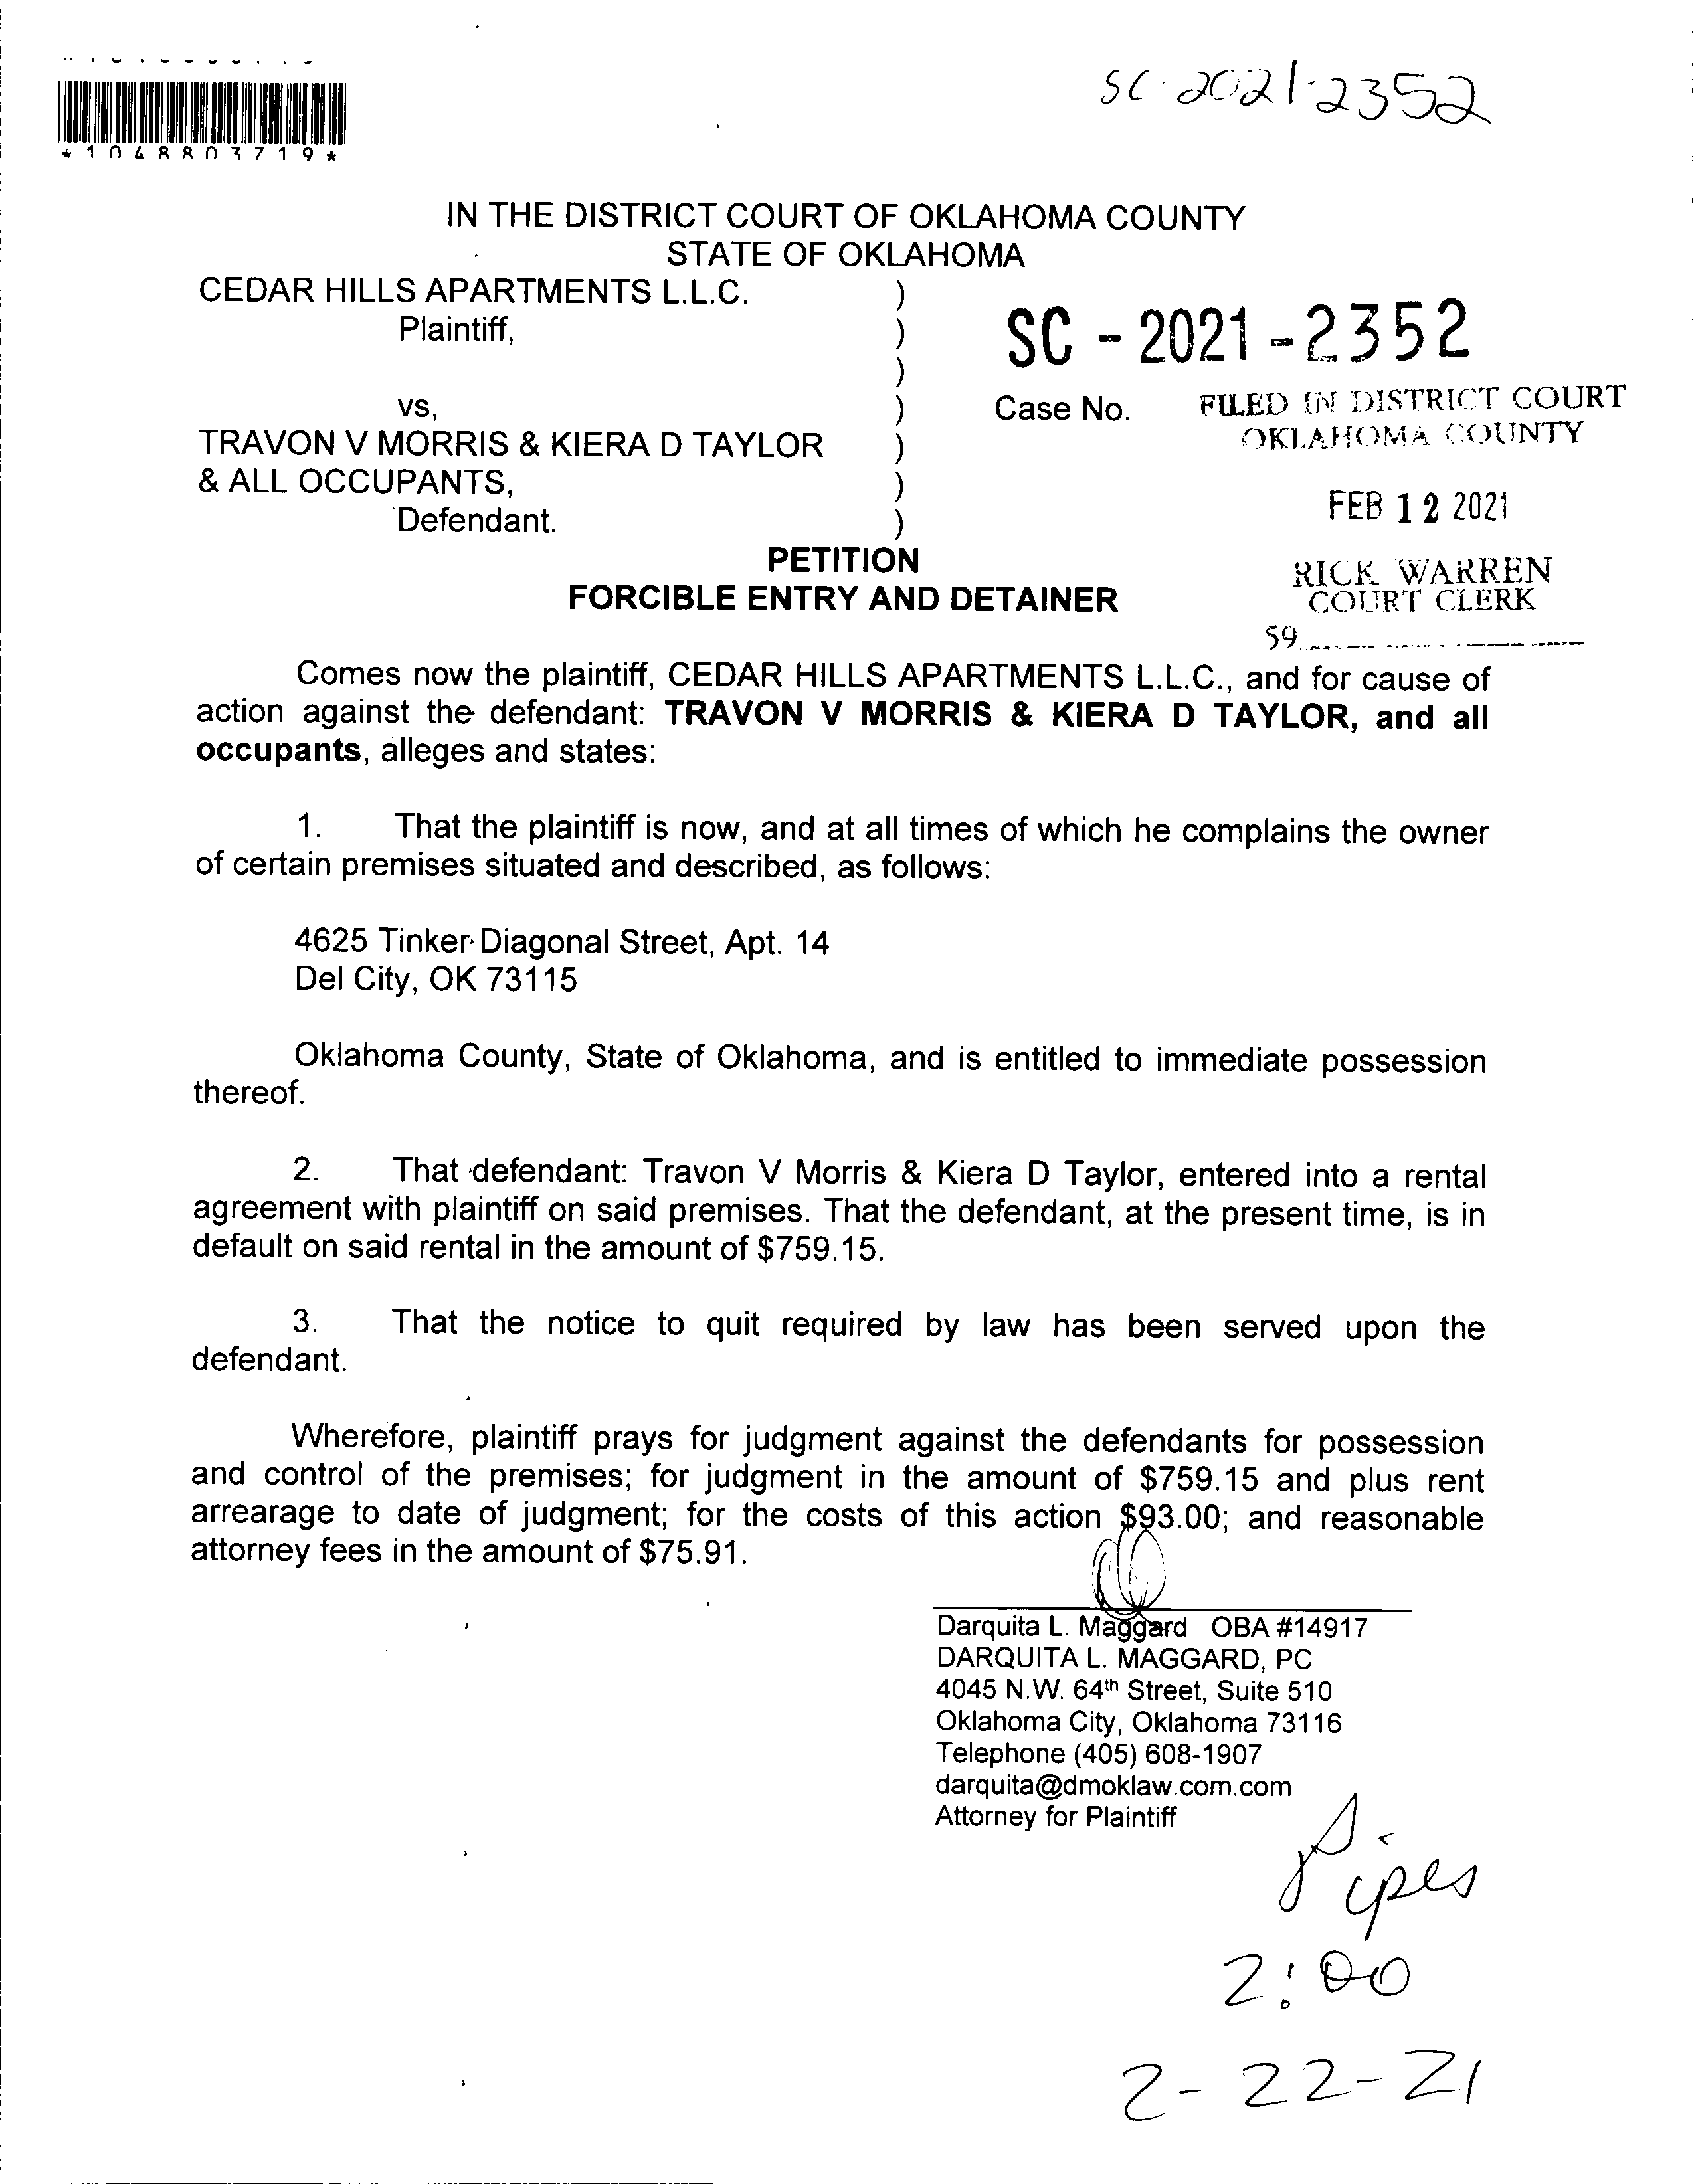 SC-2021-2352
*1048803719*
IN THE DISTRICT COURT OF OKLAHOMA COUNTY
STATE OF OKLAHOMA
CEDAR HILLS APARTMENTS L.L.C. )
Plaintiff, )
)
SC - 2021 - 2352
vs, ) Case No. FILED IN DISTRICT COURT
TRAVON V MORRIS & KIERA D TAYLOR ) OKLAHOMA COUNTY
& ALL OCCUPANTS, )
FEB 12 2021
Defendant. )
PETITION
RICK WARREN
FORCIBLE ENTRY AND DETAINER
COURT CLERK
59
Comes now the plaintiff, CEDAR HILLS APARTMENTS L.L.C., and for cause of
action against the defendant: TRAVON V MORRIS & KIERA D TAYLOR, and all
occupants, alleges and states:
1. That the plaintiff is now, and at all times of which he complains the owner
of certain premises situated and described, as follows:
4625 Tinker Diagonal Street, Apt. 14
Del City, OK 73115
Oklahoma County, State of Oklahoma, and is entitled to immediate possession
thereof.
2. That defendant: Travon V Morris & Kiera D Taylor, entered into a rental
agreement with plaintiff on said premises. That the defendant, at the present time, is in
default on said rental in the amount of $759.15.
3. That the notice to quit required by law has been served upon the
defendant.
Wherefore, plaintiff prays for judgment against the defendants for possession
and control of the premises; for judgment in the amount of $759.15 and plus rent
arrearage to date of judgment; for the costs of this action $93.00; and reasonable
attorney fees in the amount of $75.91.
Darquita L. Maggard OBA #14917
DARQUITA L. MAGGARD, PC
4045 N.W. 64th Street, Suite 510
Oklahoma City, Oklahoma 73116
Telephone (405) 608-1907
darquita@dmoklaw.com.com
Attorney for Plaintiff
Pipes
2:00
2-22-21